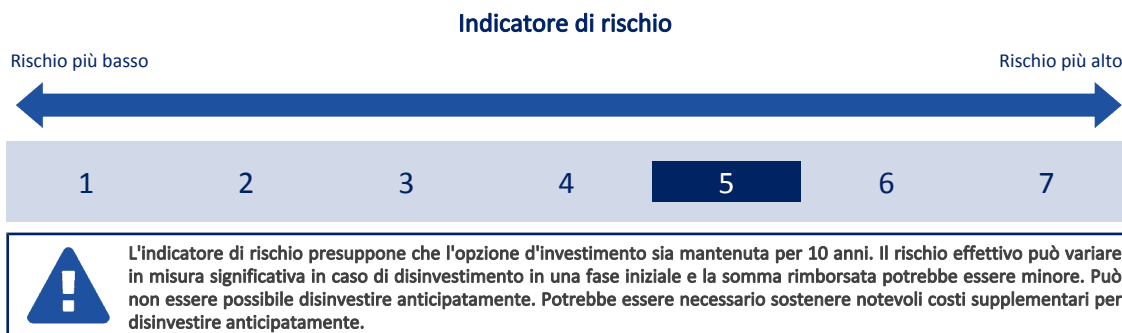 Indicatore di rischio
Rischio più basso
Rischio più alto
1 2 3 4 5 6 7
L'indicatore di rischio presuppone che l'opzione d'investimento sia mantenuta per 10 anni. Il rischio effettivo può variare
in misura significativa in caso di disinvestimento in una fase iniziale e la somma rimborsata potrebbe essere minore. Può
non essere possibile disinvestire anticipatamente. Potrebbe essere necessario sostenere notevoli costi supplementari per
disinvestire anticipatamente.